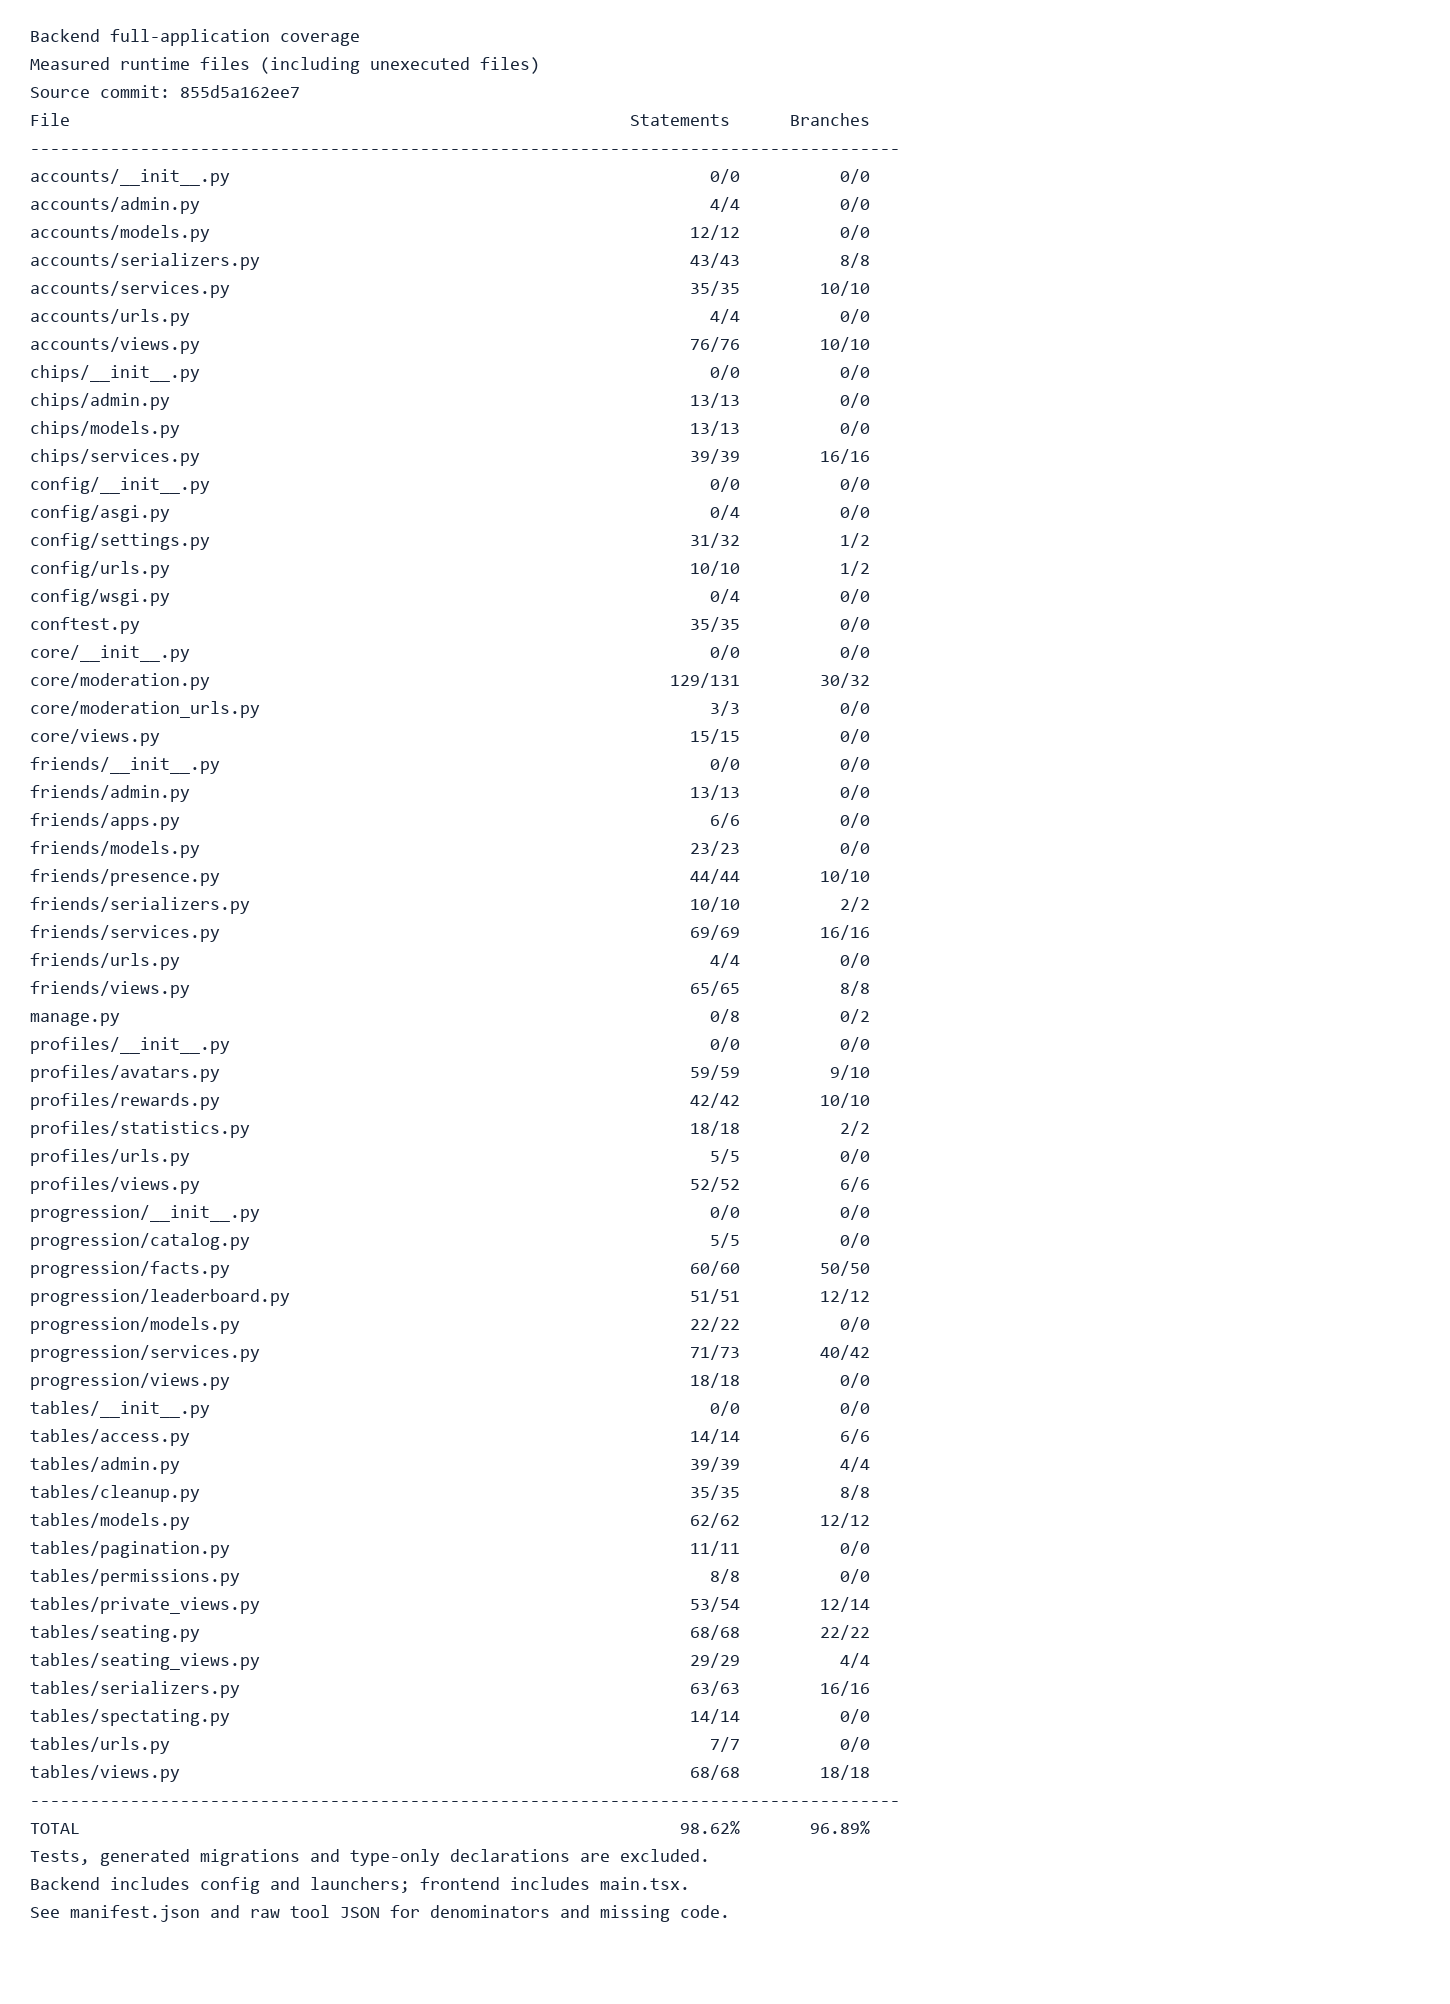 Backend full-application coverage
Measured runtime files (including unexecuted files)
Source commit: 855d5a162ee7
File Statements Branches
---------------------------------------------------------------------------------------
accounts/__init__.py 0/0 0/0
accounts/admin.py 4/4 0/0
accounts/models.py 12/12 0/0
accounts/serializers.py 43/43 8/8
accounts/services.py 35/35 10/10
accounts/urls.py 4/4 0/0
accounts/views.py 76/76 10/10
chips/__init__.py 0/0 0/0
chips/admin.py 13/13 0/0
chips/models.py 13/13 0/0
chips/services.py 39/39 16/16
config/__init__.py 0/0 0/0
config/asgi.py 0/4 0/0
config/settings.py 31/32 1/2
config/urls.py 10/10 1/2
config/wsgi.py 0/4 0/0
conftest.py 35/35 0/0
core/__init__.py 0/0 0/0
core/moderation.py 129/131 30/32
core/moderation_urls.py 3/3 0/0
core/views.py 15/15 0/0
friends/__init__.py 0/0 0/0
friends/admin.py 13/13 0/0
friends/apps.py 6/6 0/0
friends/models.py 23/23 0/0
friends/presence.py 44/44 10/10
friends/serializers.py 10/10 2/2
friends/services.py 69/69 16/16
friends/urls.py 4/4 0/0
friends/views.py 65/65 8/8
manage.py 0/8 0/2
profiles/__init__.py 0/0 0/0
profiles/avatars.py 59/59 9/10
profiles/rewards.py 42/42 10/10
profiles/statistics.py 18/18 2/2
profiles/urls.py 5/5 0/0
profiles/views.py 52/52 6/6
progression/__init__.py 0/0 0/0
progression/catalog.py 5/5 0/0
progression/facts.py 60/60 50/50
progression/leaderboard.py 51/51 12/12
progression/models.py 22/22 0/0
progression/services.py 71/73 40/42
progression/views.py 18/18 0/0
tables/__init__.py 0/0 0/0
tables/access.py 14/14 6/6
tables/admin.py 39/39 4/4
tables/cleanup.py 35/35 8/8
tables/models.py 62/62 12/12
tables/pagination.py 11/11 0/0
tables/permissions.py 8/8 0/0
tables/private_views.py 53/54 12/14
tables/seating.py 68/68 22/22
tables/seating_views.py 29/29 4/4
tables/serializers.py 63/63 16/16
tables/spectating.py 14/14 0/0
tables/urls.py 7/7 0/0
tables/views.py 68/68 18/18
---------------------------------------------------------------------------------------
TOTAL 98.62% 96.89%
Tests, generated migrations and type-only declarations are excluded.
Backend includes config and launchers; frontend includes main.tsx.
See manifest.json and raw tool JSON for denominators and missing code.